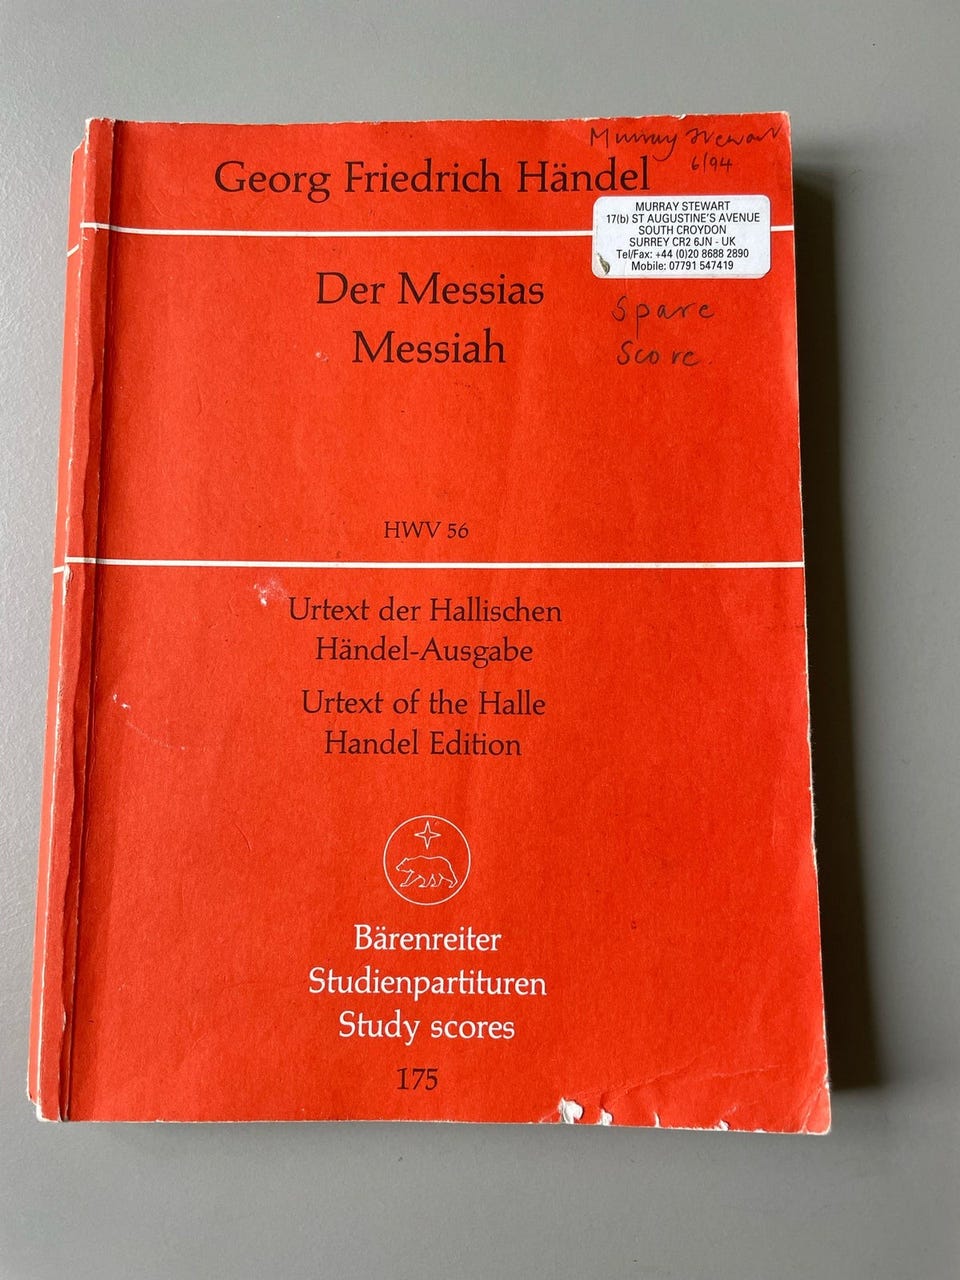 Murray Stewart
6/94
Georg Friedrich Händel
MURRAY STEWART
17(b) ST AUGUSTINE'S AVENUE
SOUTH CROYDON
SURREY CR2 6JN - UK
Tel/Fax: +44 (0)20 8688 2890
Mobile: 07791 547419
Der Messias
Messiah
Spare
Score.
HWV 56
Urtext der Hallischen
Händel-Ausgabe
Urtext of the Halle
Handel Edition
Bärenreiter
Studienpartituren
Study scores
175